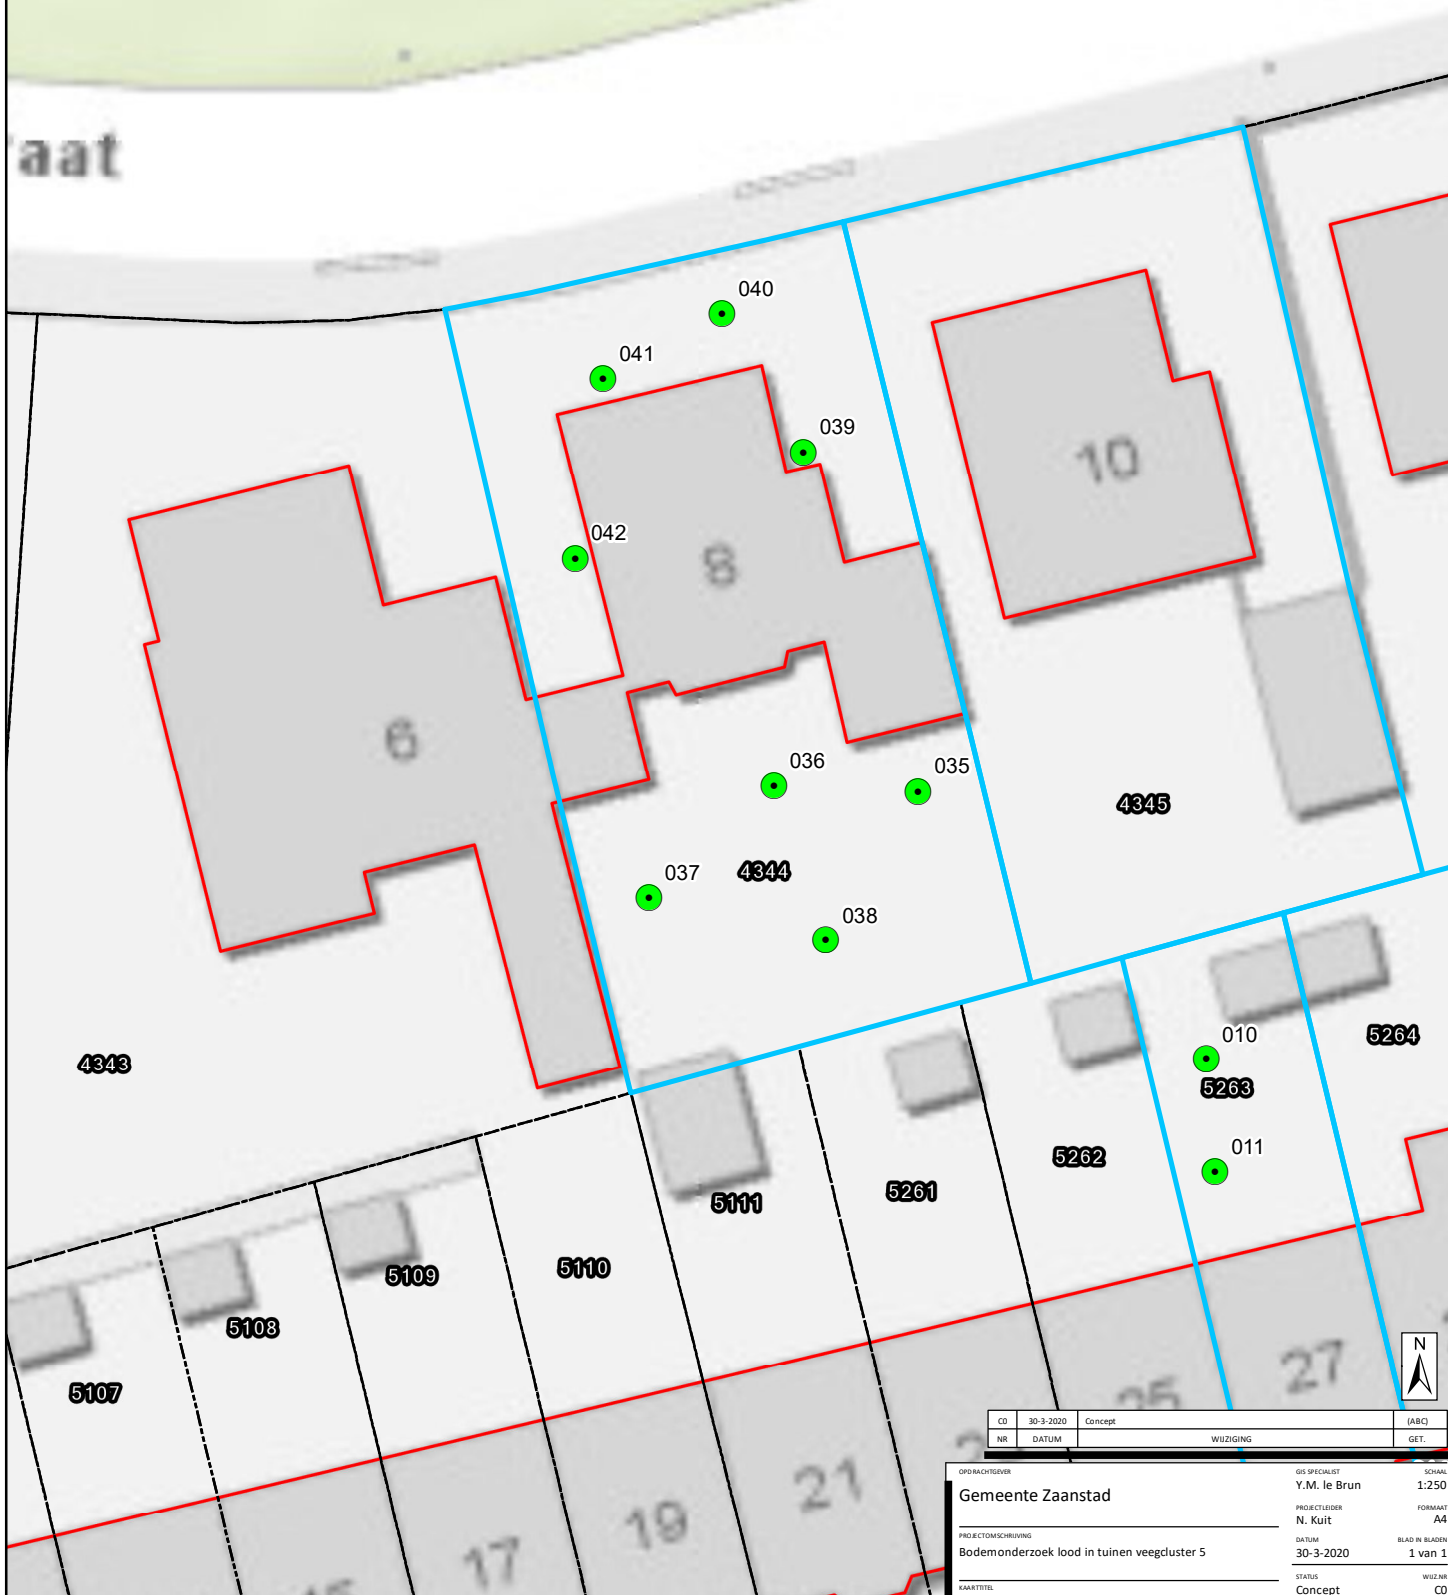 raat
040
041
039
10
042
8
6
036
035
4345
4344
037
038
4343
010
5264
5263
011
5262
5111
5261
5110
5109
5108
5107
27
25
21
19
17
15
N
C0 30-3-2020 Concept (ABC)
NR DATUM WIJZIGING GET.
OPDRACHTGEVER
Gemeente Zaanstad
PROJECTOMSCHRIJVING
Bodemonderzoek lood in tuinen veegcluster 5
KAARTTITEL
GIS SPECIALIST SCHAAL
Y.M. le Brun 1:250
PROJECTLEIDER FORMAAT
N. Kuit A4
DATUM BLAD IN BLADEN
30-3-2020 1 van 1
STATUS WIJZ.NR
Concept C0